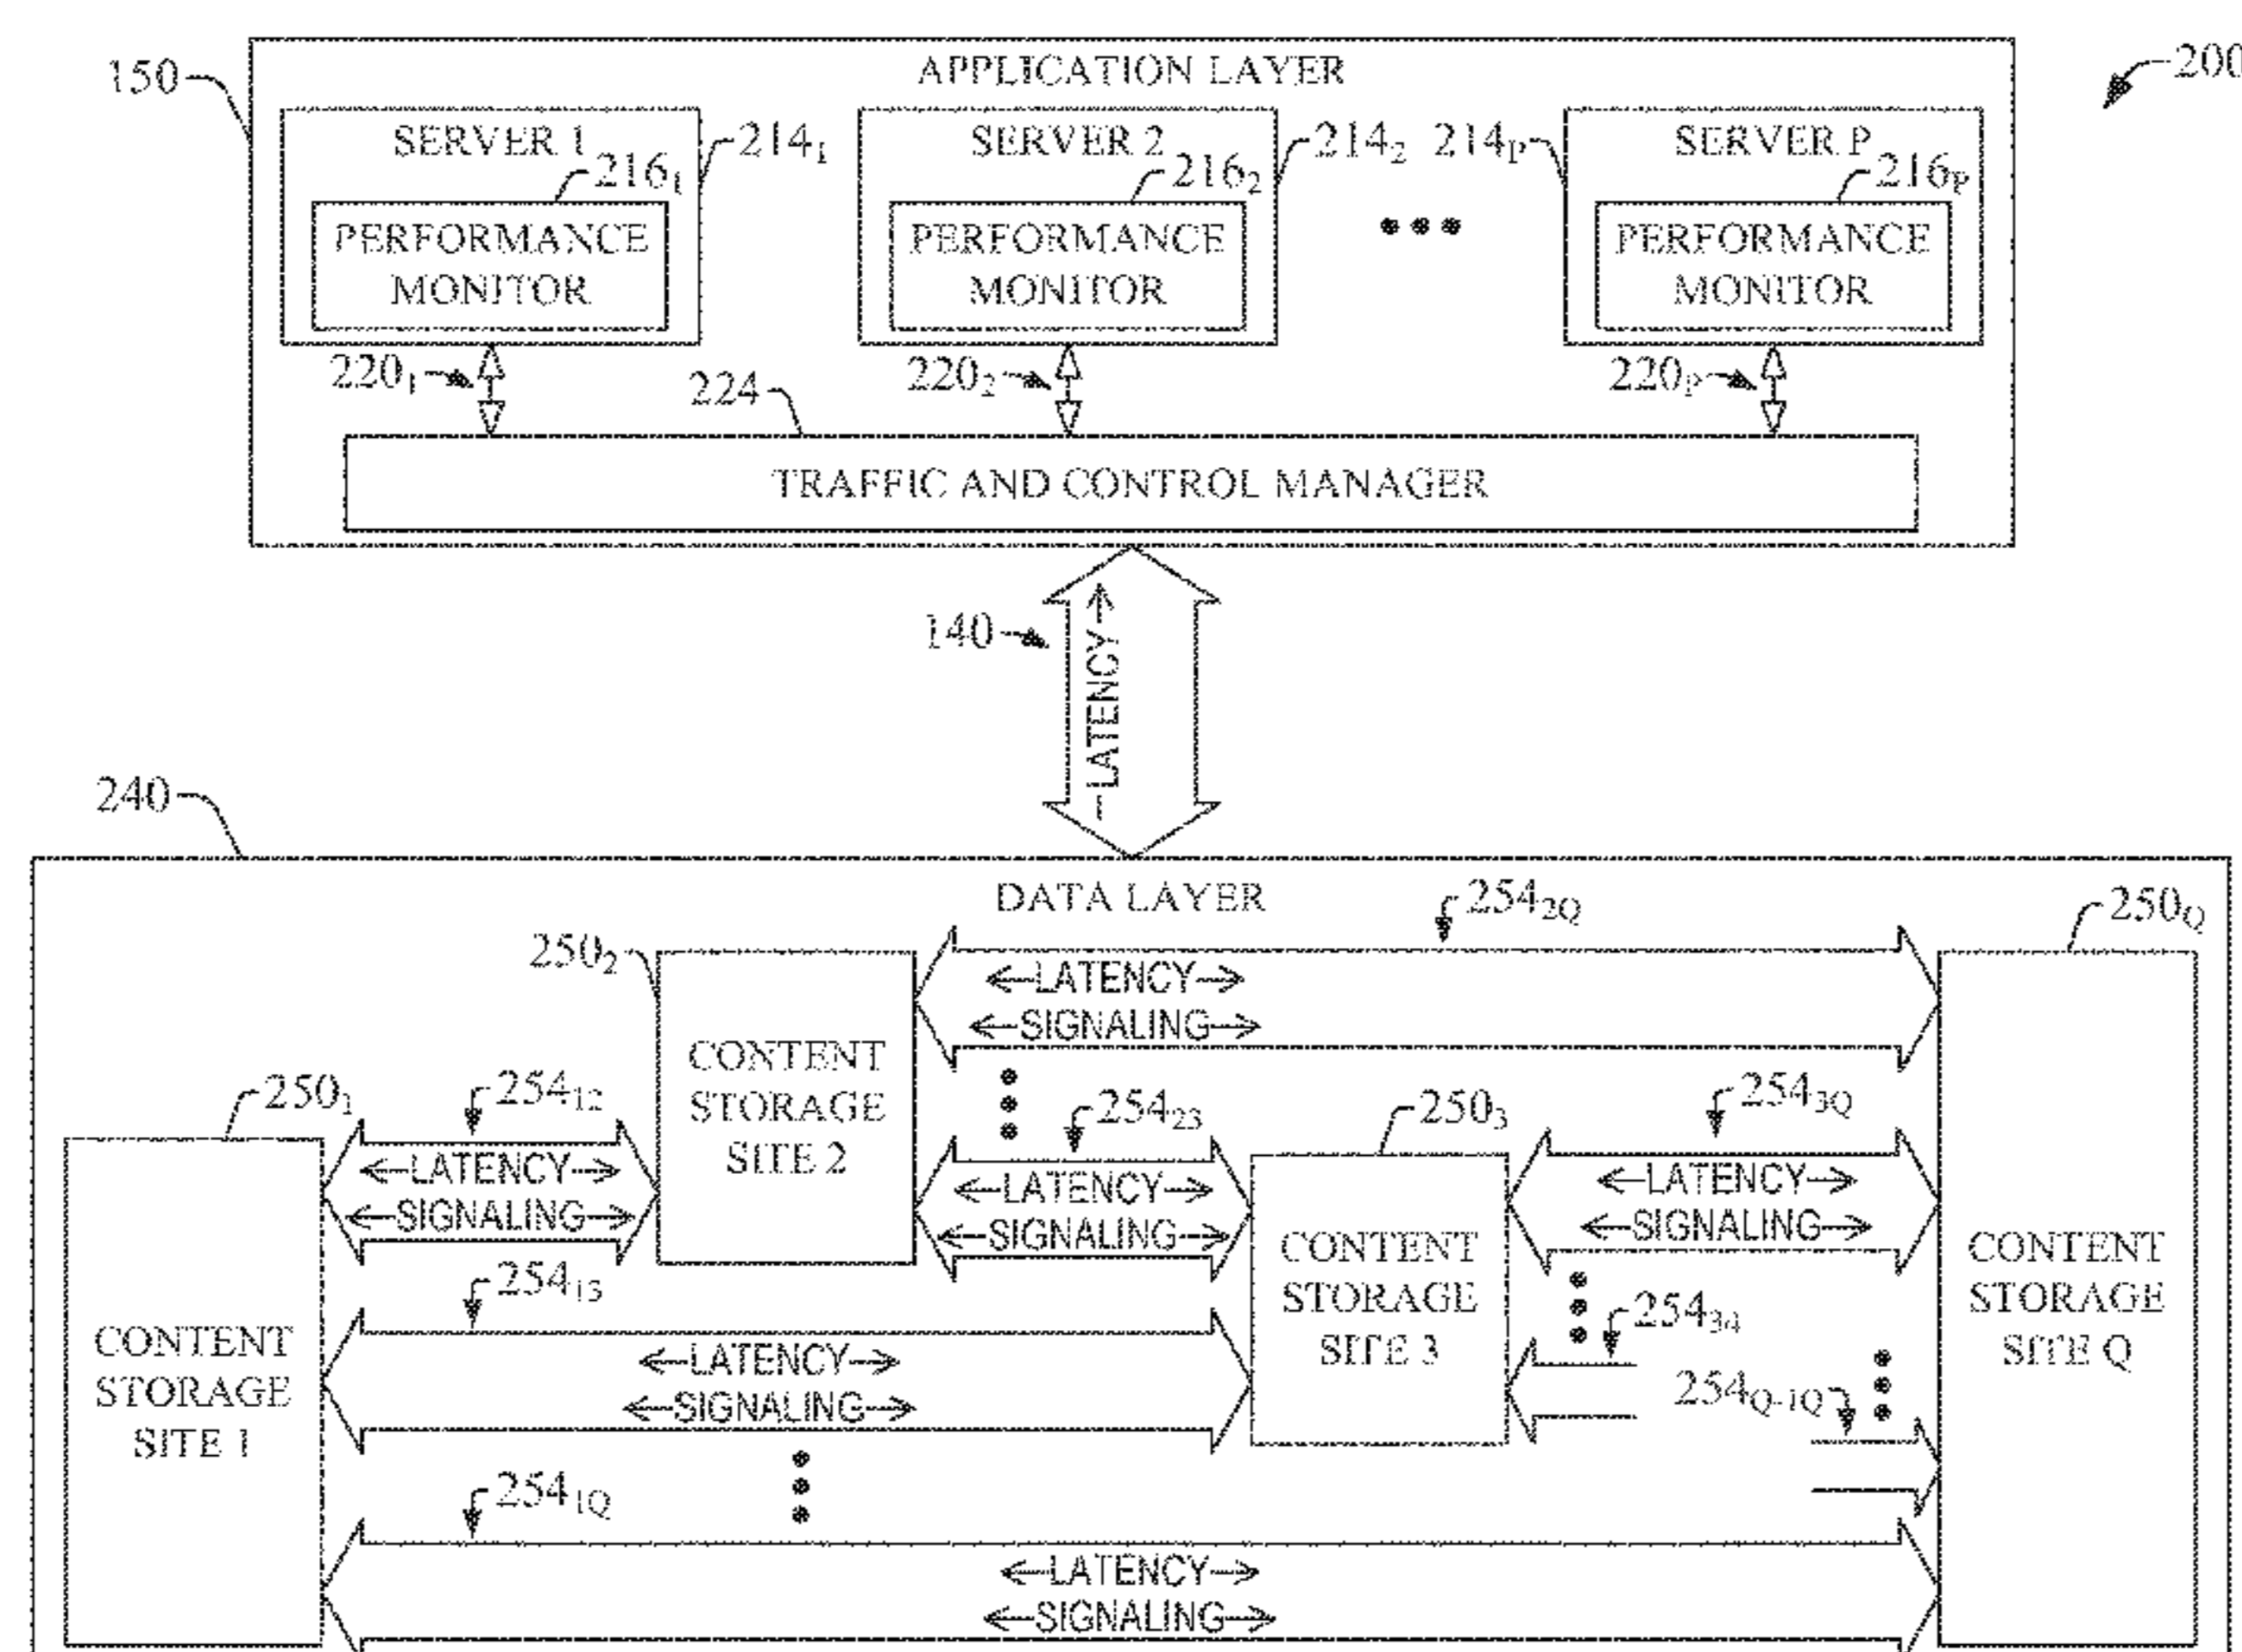 200
150
APPLICATION LAYER
SERVER 1
214₁
216₁
PERFORMANCE
MONITOR
SERVER 2
214₂
216₂
PERFORMANCE
MONITOR
214P
SERVER P
216P
PERFORMANCE
MONITOR
220₁
220₂
220P
224
TRAFFIC AND CONTROL MANAGER
140
LATENCY
240
DATA LAYER
254₂Q
250Q
250₂
LATENCY
SIGNALING
CONTENT
STORAGE
SITE 2
250₁
254₁₂
LATENCY
SIGNALING
254₂₃
LATENCY
SIGNALING
250₃
254₃Q
LATENCY
SIGNALING
CONTENT
STORAGE
SITE 3
CONTENT
STORAGE
SITE Q
254₁₃
LATENCY
SIGNALING
254₃₄
254Q-1Q
CONTENT
STORAGE
SITE 1
254₁Q
LATENCY
SIGNALING